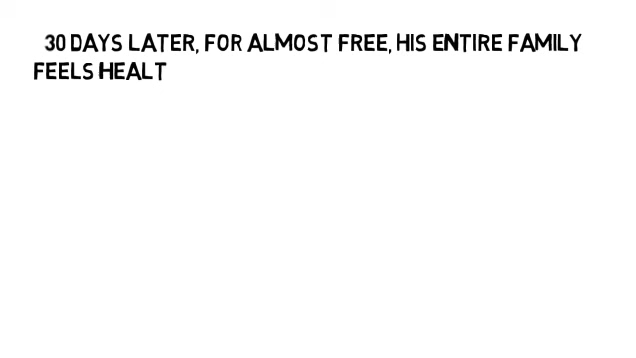 30 DAYS LATER, FOR ALMOST FREE, HIS ENTIRE FAMILY
FEELS HEALT